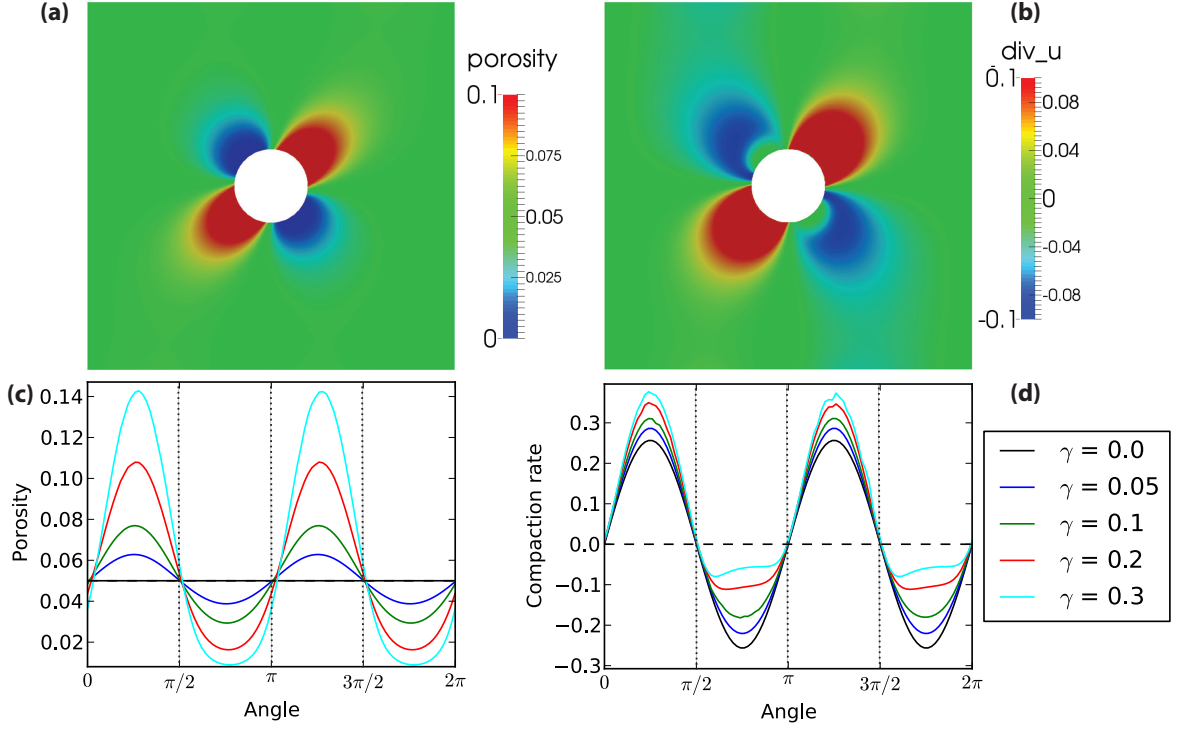 (a)
porosity
0.1
0.075
0.05
0.025
0
(b)
div_u
0.1
0.08
0.04
0
-0.04
-0.08
-0.1
(c)
Porosity
0.14
0.12
0.10
0.08
0.06
0.04
0.02
0
π/2
π
3π/2
2π
Angle
(d)
Compaction rate
0.3
0.2
0.1
0.0
−0.1
−0.2
−0.3
0
π/2
π
3π/2
2π
Angle
γ = 0.0
γ = 0.05
γ = 0.1
γ = 0.2
γ = 0.3